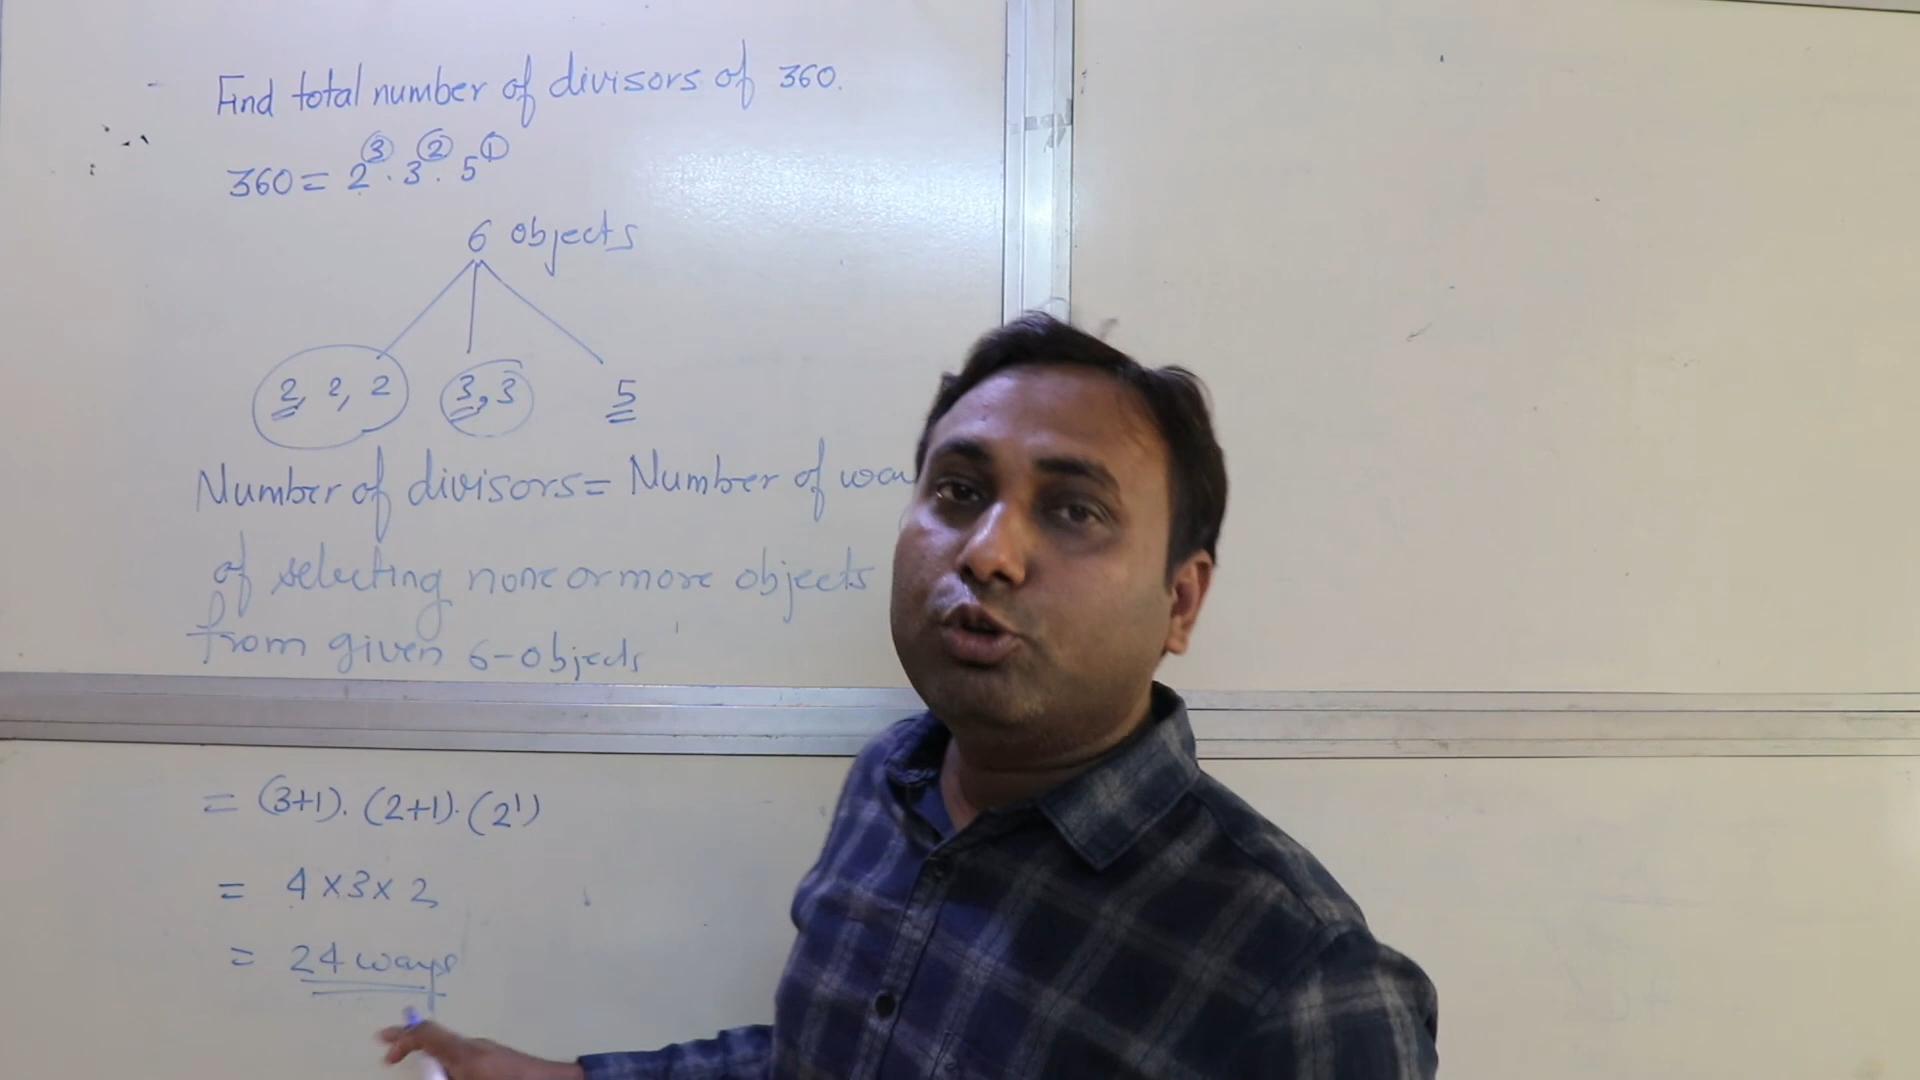 Find total number of divisors of 360.
360 = 2³ · 3² · 5¹
6 objects
2, 2, 2 3, 3 5
Number of divisors = Number of
of selecting none or more objects
from given 6-objects
= (3+1) · (2+1) · (2¹)
= 4 × 3 × 2
= 24 ways